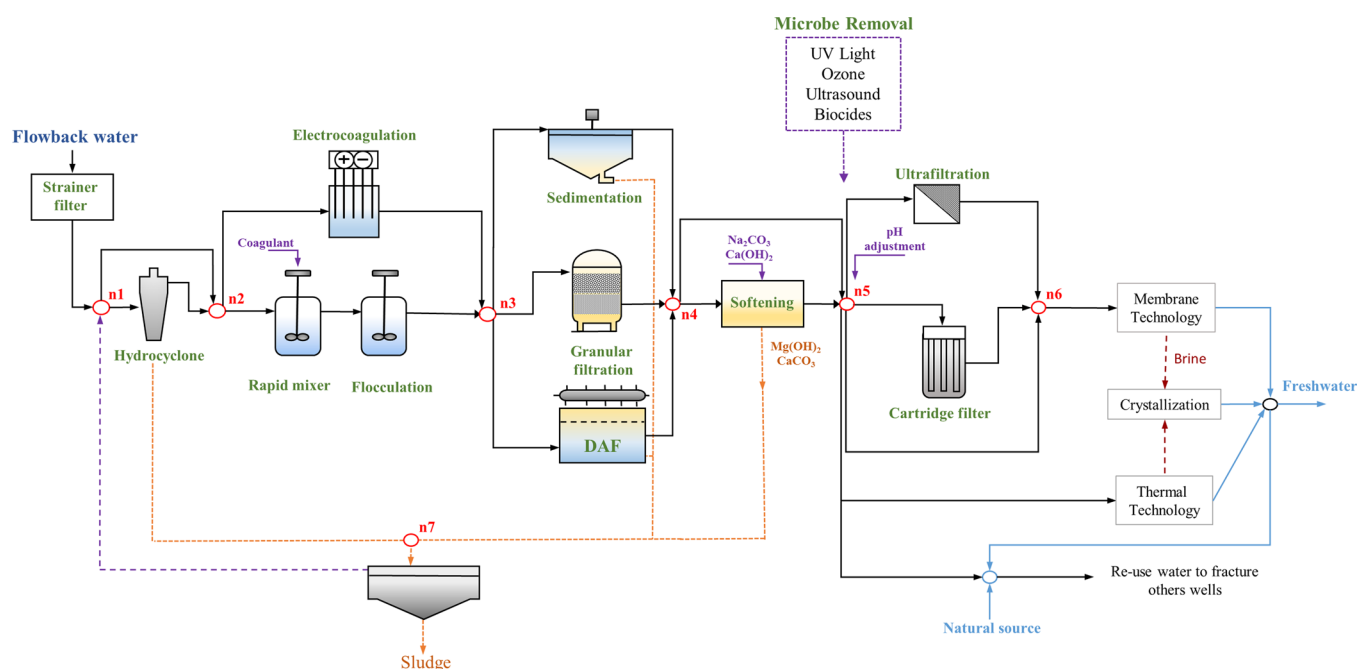 Microbe Removal
UV Light
Ozone
Ultrasound
Biocides
Flowback water
Strainer
filter
Electrocoagulation
Sedimentation
Ultrafiltration
pH
adjustment
Coagulant
Na₂CO₃
Ca(OH)₂
n1
n2
n3
n4
n5
n6
Softening
Hydrocyclone
Rapid mixer
Flocculation
Granular
filtration
Mg(OH)₂
CaCO₃
Cartridge filter
Membrane
Technology
Brine
Crystallization
Freshwater
DAF
Thermal
Technology
n7
Re-use water to fracture
others wells
Natural source
Sludge